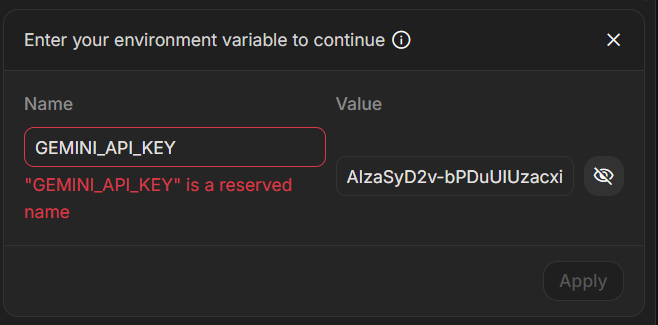 Enter your environment variable to continue
Name
Value
GEMINI_API_KEY
AIzaSyD2v-bPDuUIUzacxi
"GEMINI_API_KEY" is a reserved
name
Apply